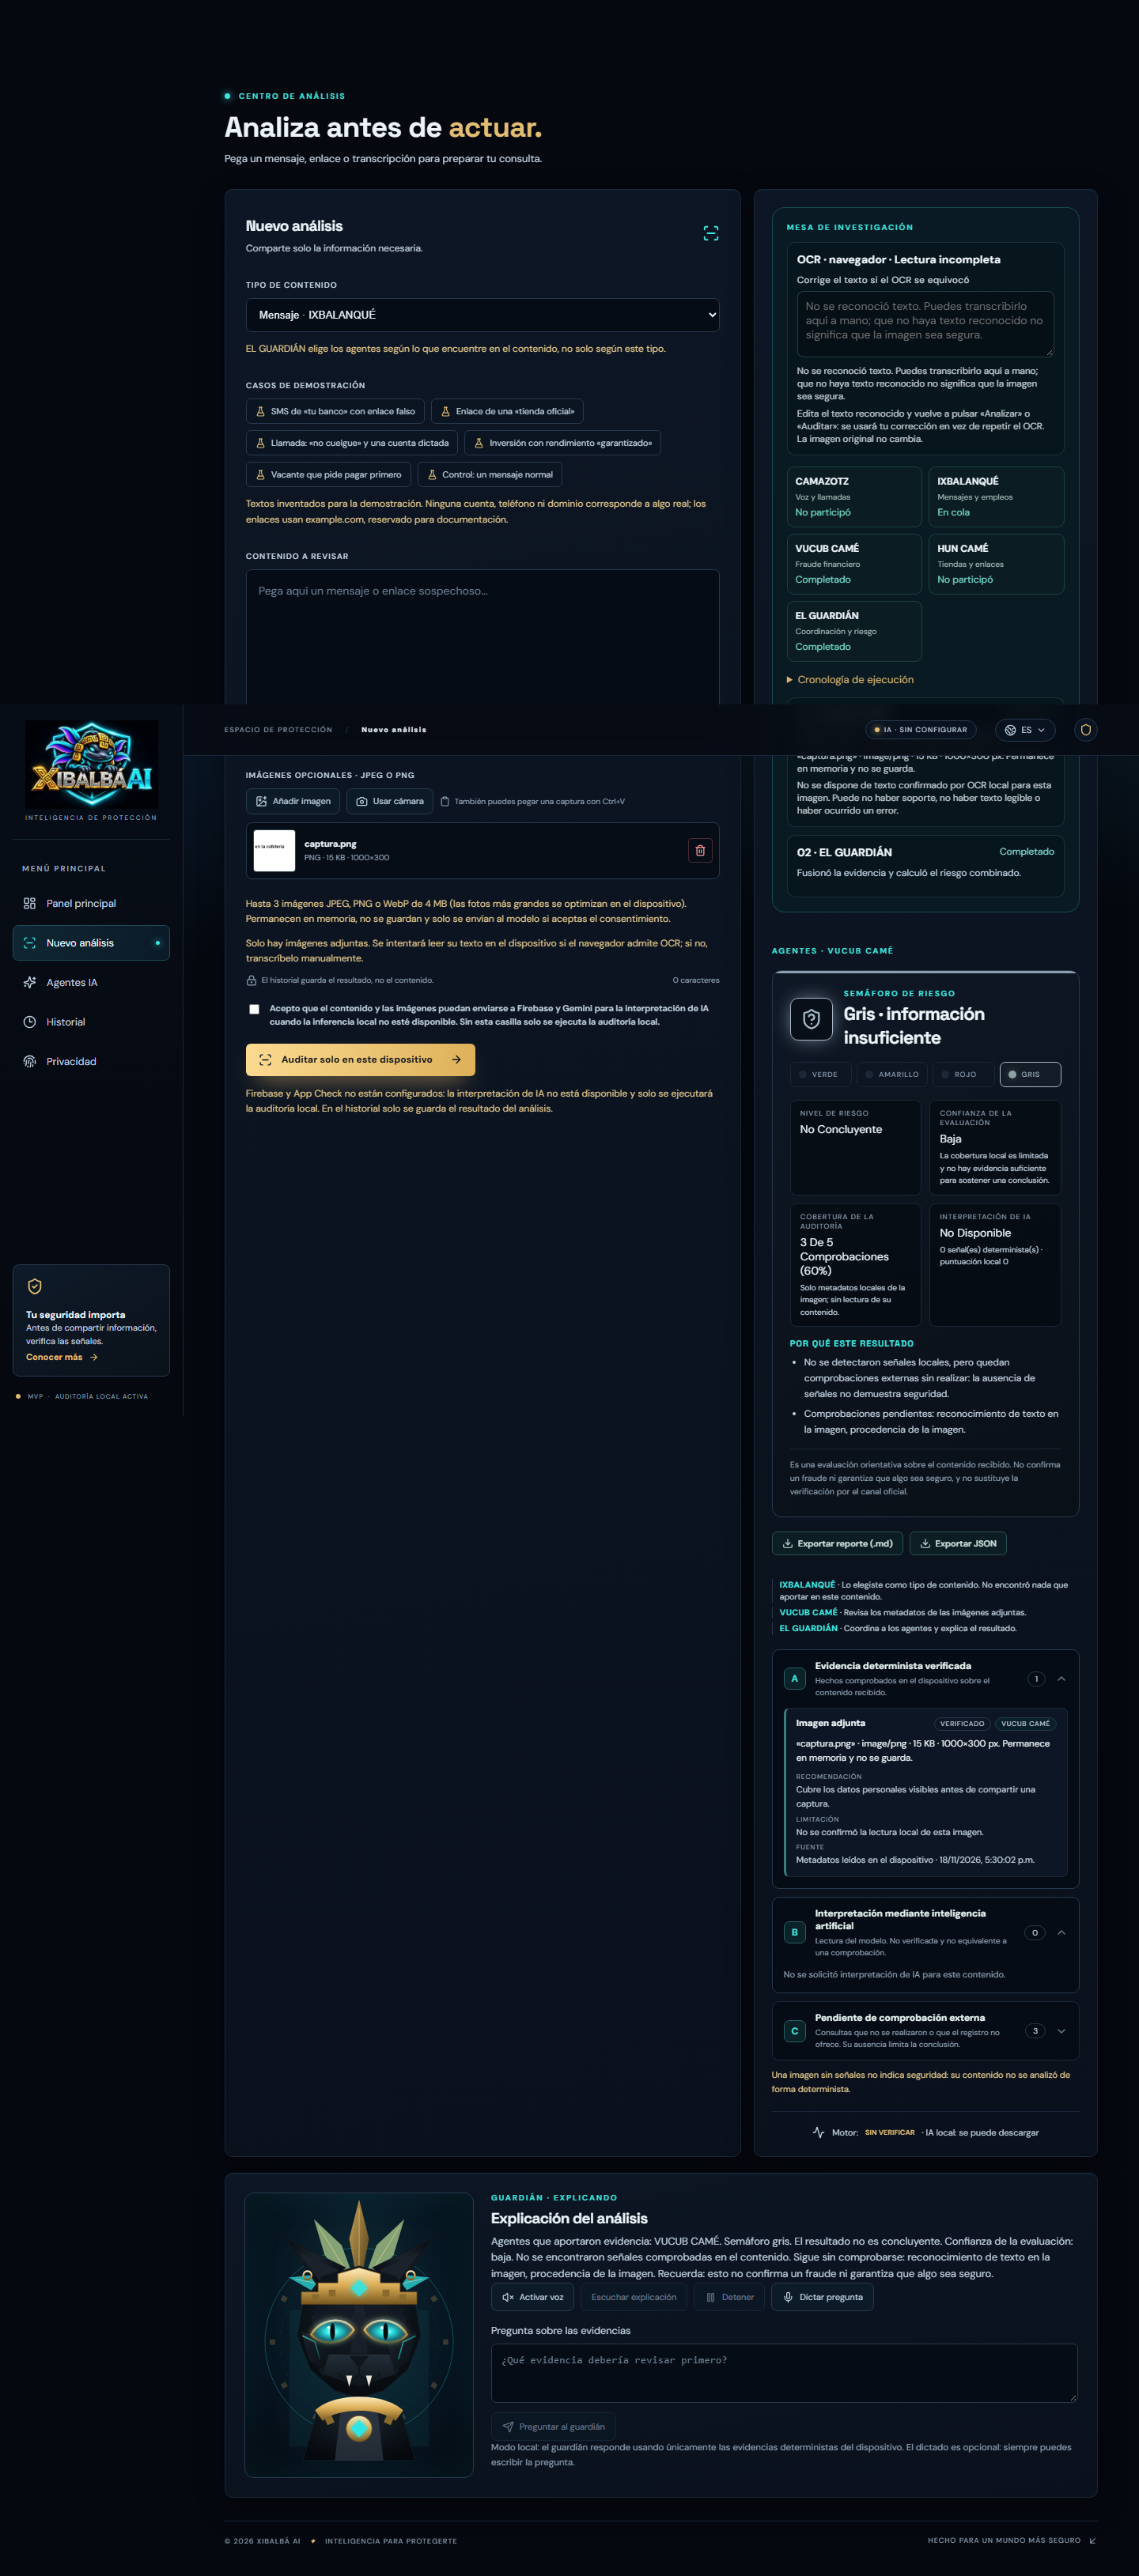 CENTRO DE ANÁLISIS
Analiza antes de actuar.
Pega un mensaje, enlace o transcripción para preparar tu consulta.
Nuevo análisis
Comparte solo la información necesaria.
TIPO DE CONTENIDO
Mensaje · IXBALANQUÉ
EL GUARDIÁN elige los agentes según lo que encuentre en el contenido, no solo según este tipo.
CASOS DE DEMOSTRACIÓN
SMS de «tu banco» con enlace falso
Enlace de una «tienda oficial»
Llamada: «no cuelgue» y una cuenta dictada
Inversión con rendimiento «garantizado»
Vacante que pide pagar primero
Control: un mensaje normal
Textos inventados para la demostración. Ninguna cuenta, teléfono ni dominio corresponde a algo real; los
enlaces usan example.com, reservado para documentación.
CONTENIDO A REVISAR
Pega aquí un mensaje o enlace sospechoso...
MESA DE INVESTIGACIÓN
OCR · navegador · Lectura incompleta
Corrige el texto si el OCR se equivocó
No se reconoció texto. Puedes transcribirlo
aquí a mano; que no haya texto reconocido no
significa que la imagen sea segura.
No se reconoció texto. Puedes transcribirlo aquí a mano;
que no haya texto reconocido no significa que la imagen
sea segura.
Edita el texto reconocido y vuelve a pulsar «Analizar» o
«Auditar»: se usará tu corrección en vez de repetir el OCR.
La imagen original no cambia.
CAMAZOTZ
Voz y llamadas
No participó
IXBALANQUÉ
Mensajes y empleos
En cola
VUCUB CAMÉ
Fraude financiero
Completado
HUN CAMÉ
Tiendas y enlaces
No participó
EL GUARDIÁN
Coordinación y riesgo
Completado
Cronología de ejecución
XIBALBÁ AI
INTELIGENCIA DE PROTECCIÓN
ESPACIO DE PROTECCIÓN / Nuevo análisis
IA · SIN CONFIGURAR
ES
MENÚ PRINCIPAL
Panel principal
Nuevo análisis
Agentes IA
Historial
Privacidad
Tu seguridad importa
Antes de compartir información,
verifica las señales.
Conocer más
MVP · AUDITORÍA LOCAL ACTIVA
IMÁGENES OPCIONALES · JPEG O PNG
Añadir imagen
Usar cámara
También puedes pegar una captura con Ctrl+V
en la cafeteria
captura.png
PNG · 15 KB · 1000×300
Hasta 3 imágenes JPEG, PNG o WebP de 4 MB (las fotos más grandes se optimizan en el dispositivo).
Permanecen en memoria, no se guardan y solo se envían al modelo si aceptas el consentimiento.
Solo hay imágenes adjuntas. Se intentará leer su texto en el dispositivo si el navegador admite OCR; si no,
transcríbelo manualmente.
El historial guarda el resultado, no el contenido.
0 caracteres
Acepto que el contenido y las imágenes puedan enviarse a Firebase y Gemini para la interpretación de IA
cuando la inferencia local no esté disponible. Sin esta casilla solo se ejecuta la auditoría local.
Auditar solo en este dispositivo
Firebase y App Check no están configurados: la interpretación de IA no está disponible y solo se ejecutará
la auditoría local. En el historial solo se guarda el resultado del análisis.
«captura.png» · image/png · 15 KB · 1000×300 px. Permanece
en memoria y no se guarda.
No se dispone de texto confirmado por OCR local para esta
imagen. Puede no haber soporte, no haber texto legible o
haber ocurrido un error.
02 · EL GUARDIÁN
Completado
Fusionó la evidencia y calculó el riesgo combinado.
AGENTES · VUCUB CAMÉ
SEMÁFORO DE RIESGO
Gris · información
insuficiente
VERDE
AMARILLO
ROJO
GRIS
NIVEL DE RIESGO
No Concluyente
CONFIANZA DE LA
EVALUACIÓN
Baja
La cobertura local es limitada
y no hay evidencia suficiente
para sostener una conclusión.
COBERTURA DE LA
AUDITORÍA
3 De 5
Comprobaciones
(60%)
Solo metadatos locales de la
imagen; sin lectura de su
contenido.
INTERPRETACIÓN DE IA
No Disponible
0 señal(es) determinista(s) ·
puntuación local 0
POR QUÉ ESTE RESULTADO
• No se detectaron señales locales, pero quedan
comprobaciones externas sin realizar: la ausencia de
señales no demuestra seguridad.
• Comprobaciones pendientes: reconocimiento de texto en
la imagen, procedencia de la imagen.
Es una evaluación orientativa sobre el contenido recibido. No confirma
un fraude ni garantiza que algo sea seguro, y no sustituye la
verificación por el canal oficial.
Exportar reporte (.md)
Exportar JSON
IXBALANQUÉ · Lo elegiste como tipo de contenido. No encontró nada que
aportar en este contenido.
VUCUB CAMÉ · Revisa los metadatos de las imágenes adjuntas.
EL GUARDIÁN · Coordina a los agentes y explica el resultado.
A
Evidencia determinista verificada
Hechos comprobados en el dispositivo sobre el
contenido recibido.
1
Imagen adjunta
VERIFICADO
VUCUB CAMÉ
«captura.png» · image/png · 15 KB · 1000×300 px. Permanece
en memoria y no se guarda.
RECOMENDACIÓN
Cubre los datos personales visibles antes de compartir una
captura.
LIMITACIÓN
No se confirmó la lectura local de esta imagen.
FUENTE
Metadatos leídos en el dispositivo · 18/11/2026, 5:30:02 p.m.
B
Interpretación mediante inteligencia
artificial
Lectura del modelo. No verificada y no equivalente a
una comprobación.
0
No se solicitó interpretación de IA para este contenido.
C
Pendiente de comprobación externa
Consultas que no se realizaron o que el registro no
ofrece. Su ausencia limita la conclusión.
3
Una imagen sin señales no indica seguridad: su contenido no se analizó de
forma determinista.
Motor: SIN VERIFICAR · IA local: se puede descargar
GUARDIÁN · EXPLICANDO
Explicación del análisis
Agentes que aportaron evidencia: VUCUB CAMÉ. Semáforo gris. El resultado no es concluyente. Confianza de la evaluación:
baja. No se encontraron señales comprobadas en el contenido. Sigue sin comprobarse: reconocimiento de texto en la
imagen, procedencia de la imagen. Recuerda: esto no confirma un fraude ni garantiza que algo sea seguro.
Activar voz
Escuchar explicación
Detener
Dictar pregunta
Pregunta sobre las evidencias
¿Qué evidencia debería revisar primero?
Preguntar al guardián
Modo local: el guardián responde usando únicamente las evidencias deterministas del dispositivo. El dictado es opcional: siempre puedes
escribir la pregunta.
© 2026 XIBALBÁ AI ✦ INTELIGENCIA PARA PROTEGERTE
HECHO PARA UN MUNDO MÁS SEGURO